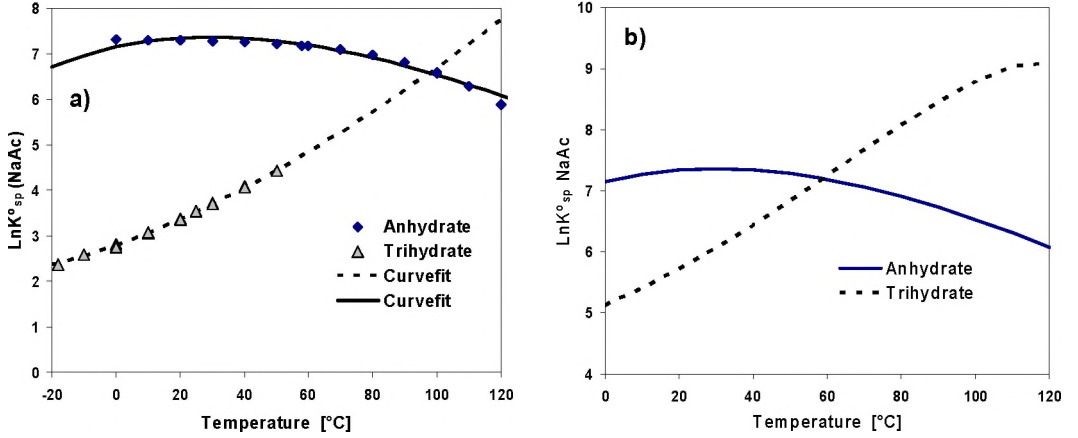 a)
LnK°sp (NaAc)
8
7
6
5
4
3
2
1
0
-20 0 20 40 60 80 100 120
Temperature [°C]
Anhydrate
Trihydrate
Curvefit
Curvefit
b)
LnK°sp NaAc
10
9
8
7
6
5
4
0 20 40 60 80 100 120
Temperature [°C]
Anhydrate
Trihydrate